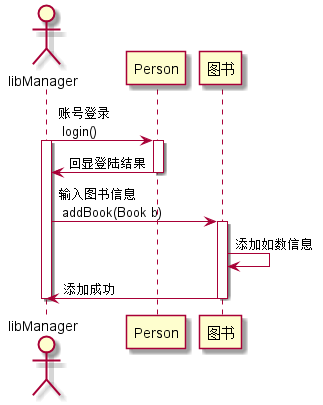 libManager
Person
图书
账号登录
login()
回显登陆结果
输入图书信息
addBook(Book b)
添加如数信息
添加成功
libManager
Person
图书